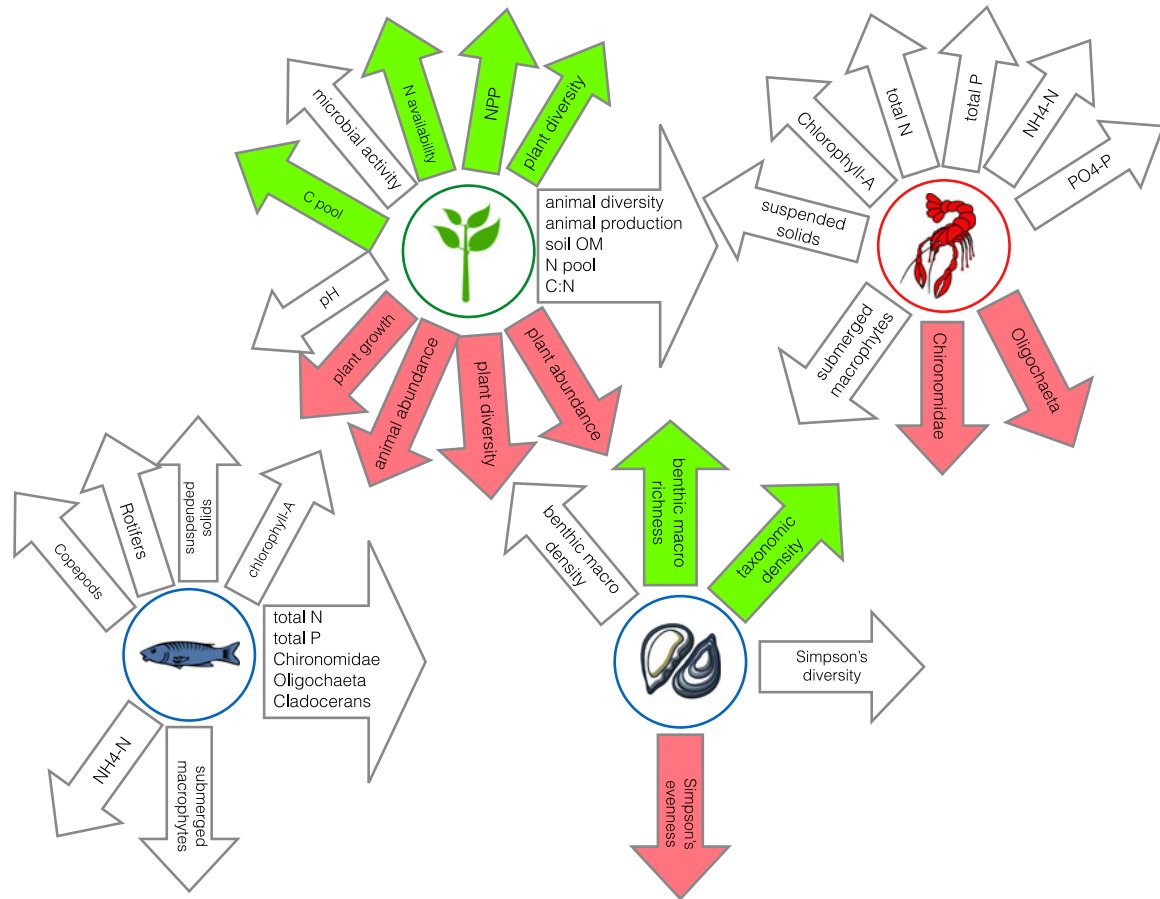 C pool
microbial activity
N availability
NPP
plant diversity
animal diversity
animal production
soil OM
N pool
C:N
pH
plant growth
animal abundance
plant diversity
plant abundance
suspended
solids
Chlorophyll-A
total N
total P
NH4-N
PO4-P
submerged
macrophytes
Chironomidae
Oligochaeta
Copepods
Rotifers
suspended
solids
chlorophyll-A
total N
total P
Chironomidae
Oligochaeta
Cladocerans
NH4-N
submerged
macrophytes
benthic macro
density
benthic macro
richness
taxonomic
density
Simpson's
diversity
Simpson's
evenness